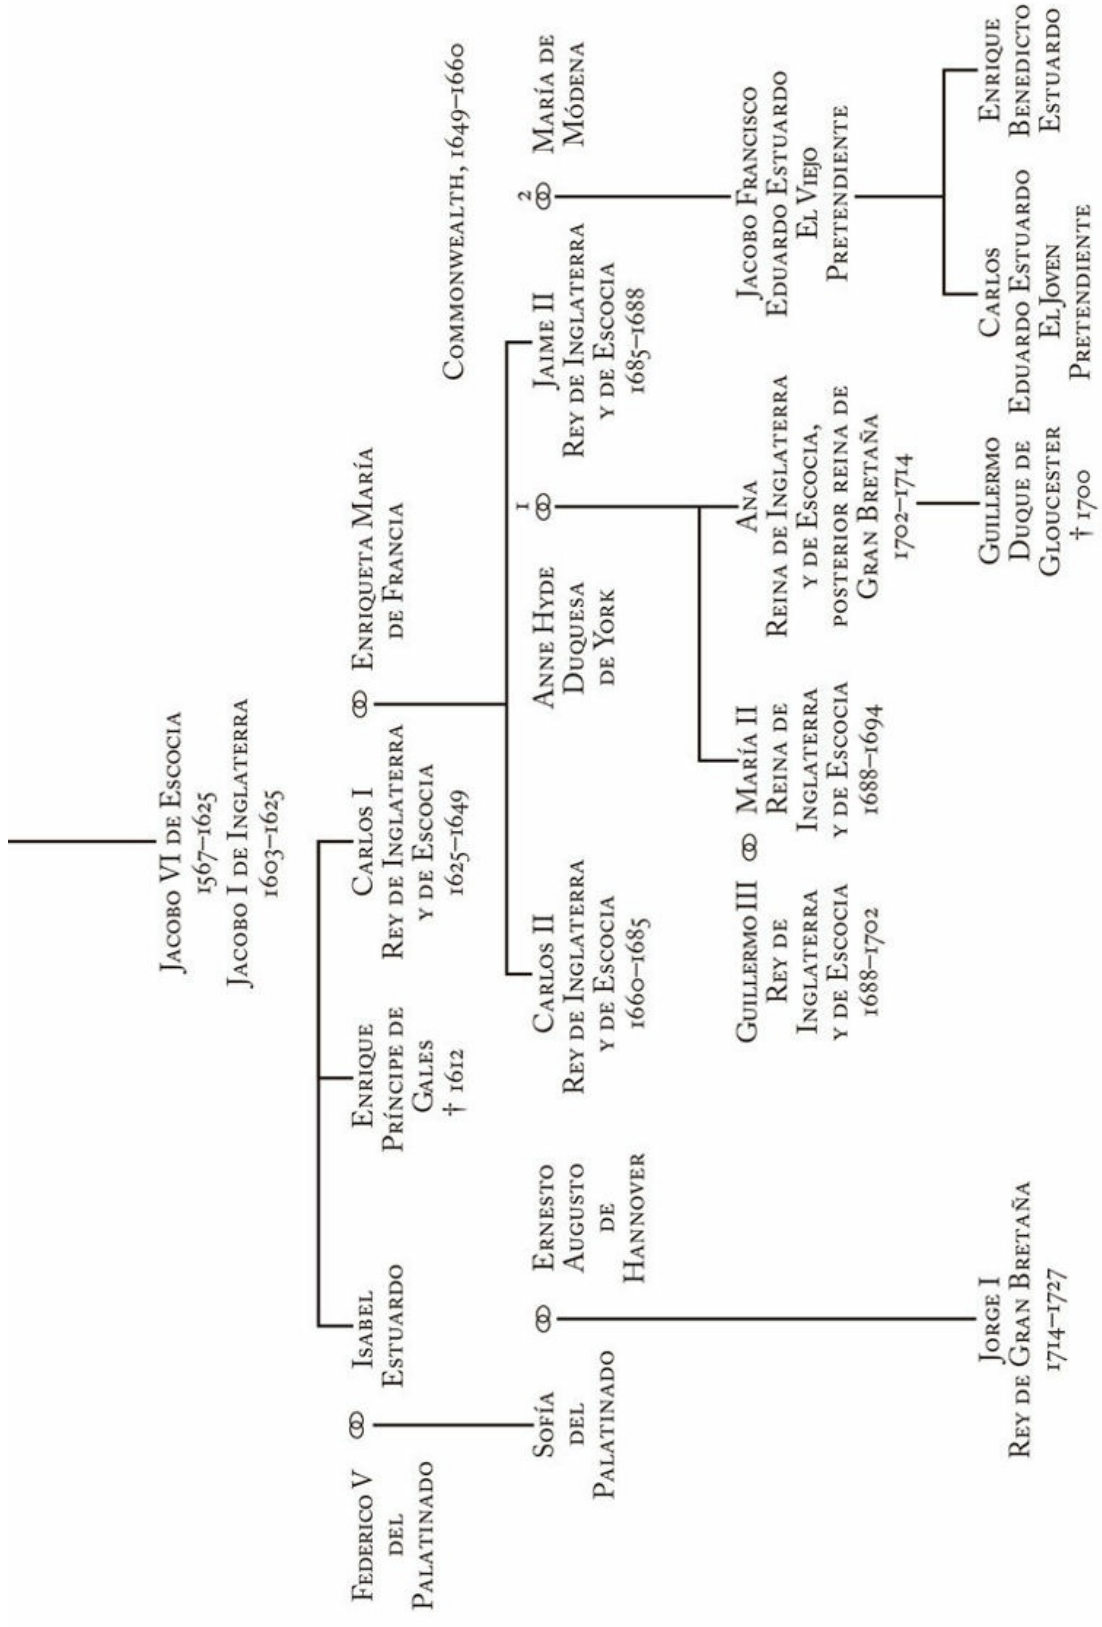 JACOBO VI DE ESCOCIA
1567–1625
JACOBO I DE INGLATERRA
1603–1625
FEDERICO V
DEL
PALATINADO
ISABEL
ESTUARDO
ENRIQUE
PRÍNCIPE DE
GALES
† 1612
CARLOS I
REY DE INGLATERRA
Y DE ESCOCIA
1625–1649
ENRIQUETA MARÍA
DE FRANCIA
COMMONWEALTH, 1649–1660
SOFÍA
DEL
PALATINADO
ERNESTO
AUGUSTO
DE
HANNOVER
CARLOS II
REY DE INGLATERRA
Y DE ESCOCIA
1660–1685
ANNE HYDE
DUQUESA
DE YORK
1
JAIME II
REY DE INGLATERRA
Y DE ESCOCIA
1685–1688
2
MARÍA DE
MÓDENA
GUILLERMO III
REY DE
INGLATERRA
Y DE ESCOCIA
1688–1702
MARÍA II
REINA DE
INGLATERRA
Y DE ESCOCIA
1688–1694
ANA
REINA DE INGLATERRA
Y DE ESCOCIA,
POSTERIOR REINA DE
GRAN BRETAÑA
1702–1714
JACOBO FRANCISCO
EDUARDO ESTUARDO
EL VIEJO
PRETENDIENTE
JORGE I
REY DE GRAN BRETAÑA
1714–1727
GUILLERMO
DUQUE DE
GLOUCESTER
† 1700
CARLOS
EDUARDO ESTUARDO
EL JOVEN
PRETENDIENTE
ENRIQUE
BENEDICTO
ESTUARDO